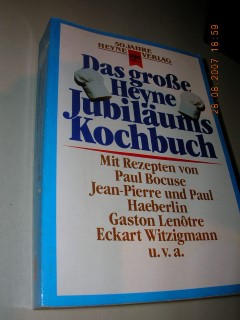 50 JAHRE
HEYNE VERLAG
Das große
Heyne
Jubiläums
Kochbuch
Mit Rezepten von
Paul Bocuse
Jean-Pierre und Paul
Haeberlin
Gaston Lenôtre
Eckart Witzigmann
u.v.a.
28 08 2007 16:59